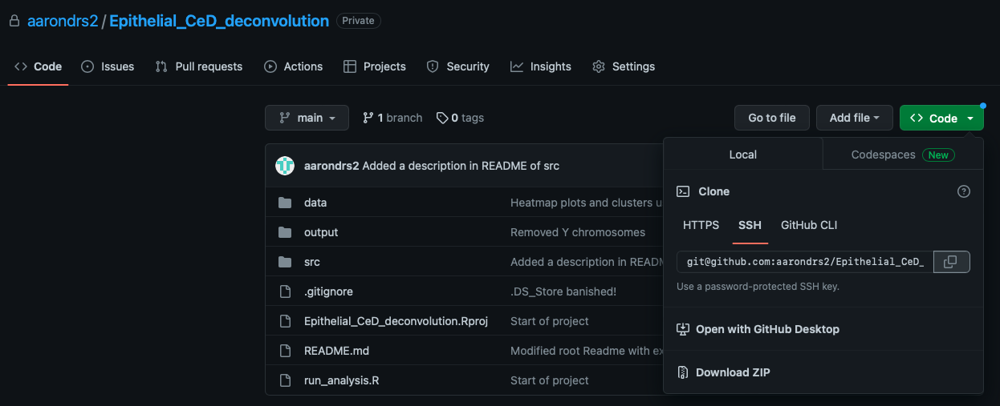 aarondrs2 / Epithelial_CeD_deconvolution Private
Code Issues Pull requests Actions Projects Security Insights Settings
main 1 branch 0 tags Go to file Add file Code
Local Codespaces New
aarondrs2 Added a description in README of src
Clone
data Heatmap plots and clusters u
HTTPS SSH GitHub CLI
output Removed Y chromosomes
src Added a description in READM
git@github.com:aarondrs2/Epithelial_CeD_
Use a password-protected SSH key.
.gitignore .DS_Store banished!
Epithelial_CeD_deconvolution.Rproj Start of project
Open with GitHub Desktop
README.md Modified root Readme with ex
Download ZIP
run_analysis.R Start of project